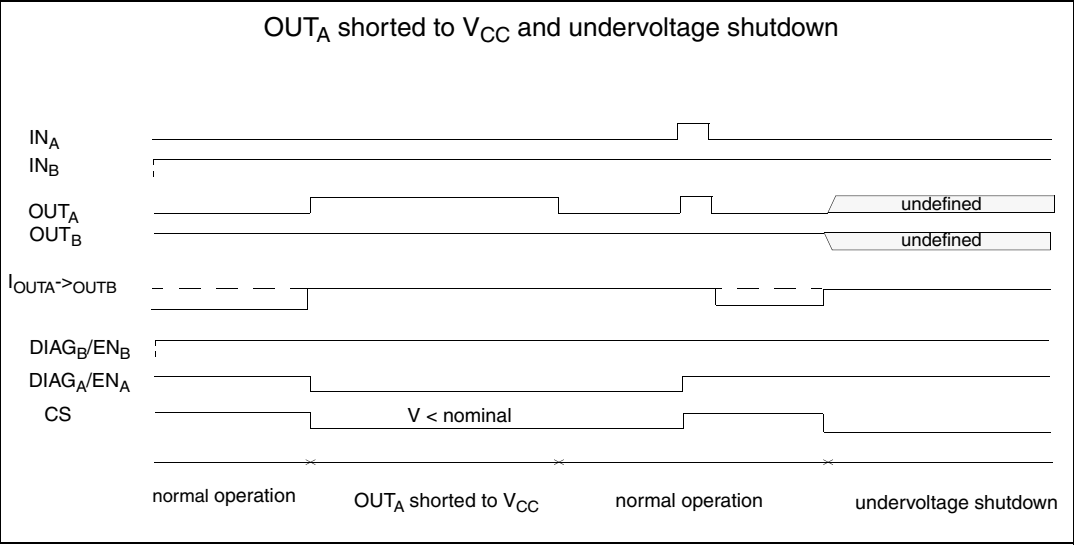 OUTA shorted to VCC and undervoltage shutdown
INA
INB
OUTA
undefined
OUTB
undefined
IOUTA->OUTB
DIAGB/ENB
DIAGA/ENA
CS
V < nominal
normal operation
OUTA shorted to VCC
normal operation
undervoltage shutdown